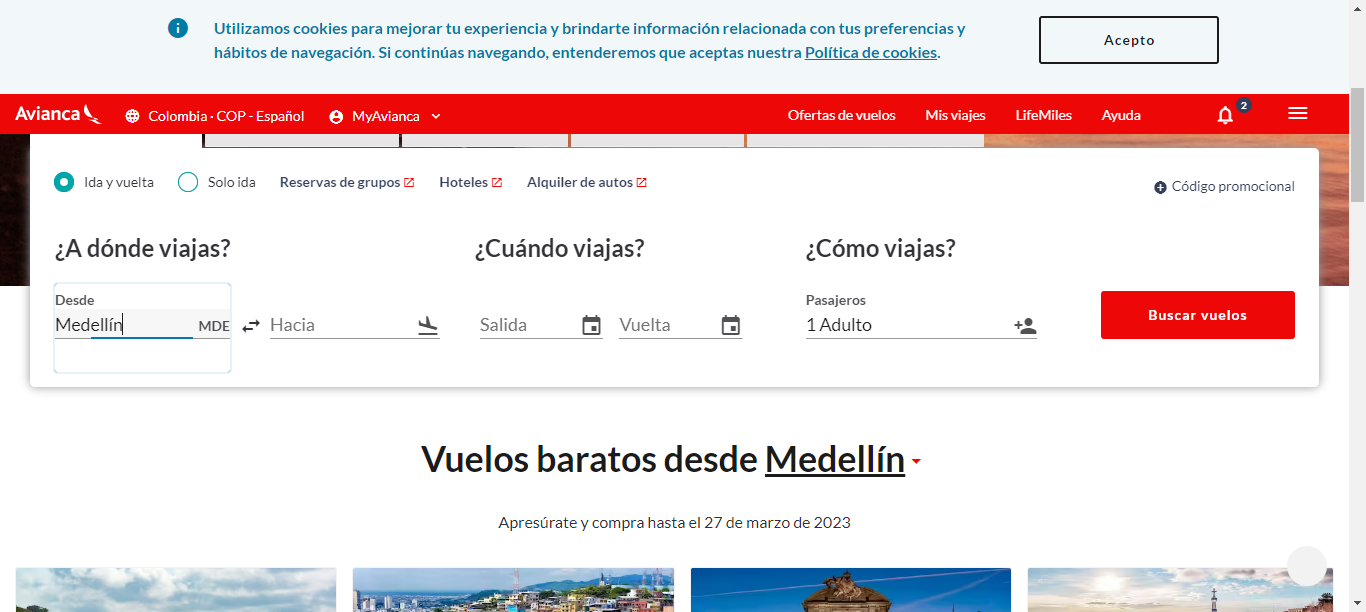 Utilizamos cookies para mejorar tu experiencia y brindarte información relacionada con tus preferencias y
hábitos de navegación. Si continúas navegando, entenderemos que aceptas nuestra Política de cookies.
Acepto
Avianca
Colombia · COP - Español
MyAvianca
Ofertas de vuelos
Mis viajes
LifeMiles
Ayuda
2
Ida y vuelta
Solo ida
Reservas de grupos
Hoteles
Alquiler de autos
Código promocional
¿A dónde viajas?
¿Cuándo viajas?
¿Cómo viajas?
Desde
Medellín MDE
Hacia
Salida
Vuelta
Pasajeros
1 Adulto
Buscar vuelos
Vuelos baratos desde Medellín
Apresúrate y compra hasta el 27 de marzo de 2023